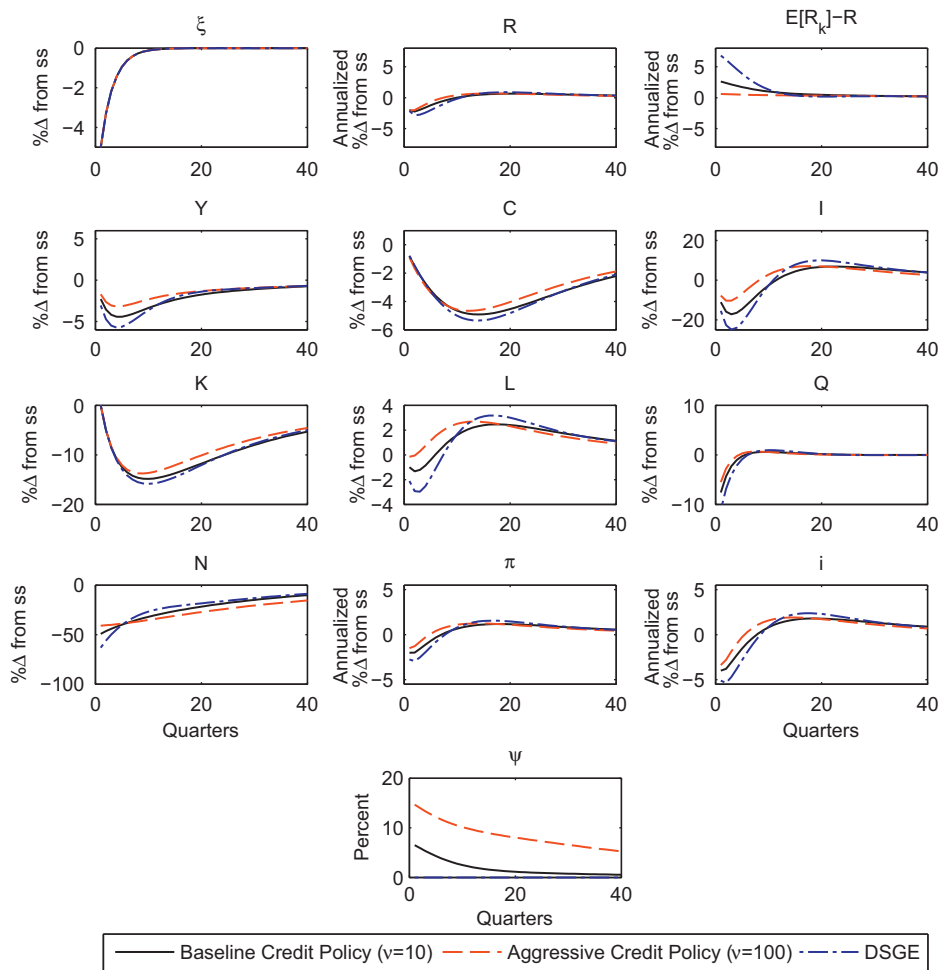 ξ
R
E[Rk]−R
%Δ from ss
0
−2
−4
0 20 40
Annualized
%Δ from ss
5
0
−5
0 20 40
Annualized
%Δ from ss
5
0
−5
0 20 40
Y
C
I
%Δ from ss
5
0
−5
0 20 40
%Δ from ss
0
−2
−4
−6
0 20 40
%Δ from ss
20
0
−20
0 20 40
K
L
Q
%Δ from ss
0
−10
−20
0 20 40
%Δ from ss
4
2
0
−2
−4
0 20 40
%Δ from ss
10
0
−10
0 20 40
N
π
i
%Δ from ss
0
−50
−100
0 20 40
Quarters
Annualized
%Δ from ss
5
0
−5
0 20 40
Annualized
%Δ from ss
5
0
−5
0 20 40
Quarters
ψ
Percent
20
10
0
0 20 40
Quarters
Baseline Credit Policy (ν=10) Aggressive Credit Policy (ν=100) DSGE